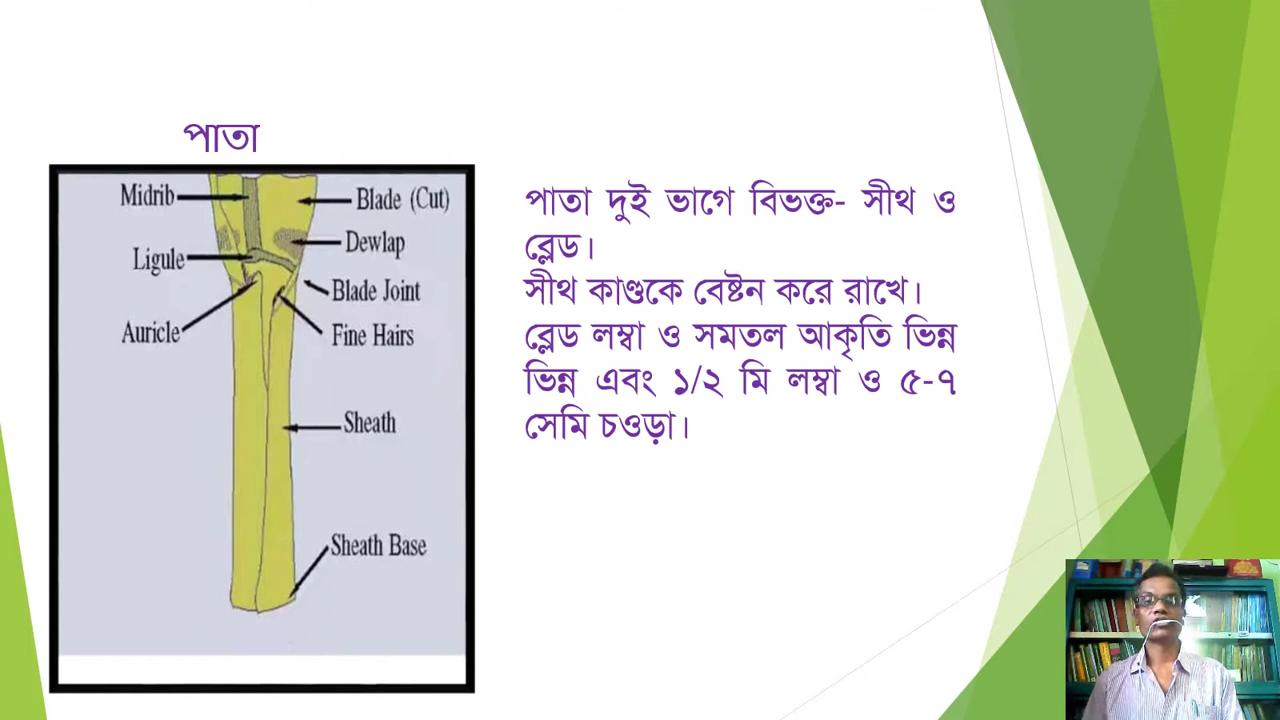 পাতা
Midrib
Blade (Cut)
Dewlap
Ligule
Blade Joint
Auricle
Fine Hairs
Sheath
Sheath Base
পাতা দুই ভাগে বিভক্ত- সীথ ও
ব্লেড।
সীথ কাণ্ডকে বেষ্টন করে রাখে।
ব্লেড লম্বা ও সমতল আকৃতি ভিন্ন
ভিন্ন এবং ১/২ মি লম্বা ও ৫-৭
সেমি চওড়া।